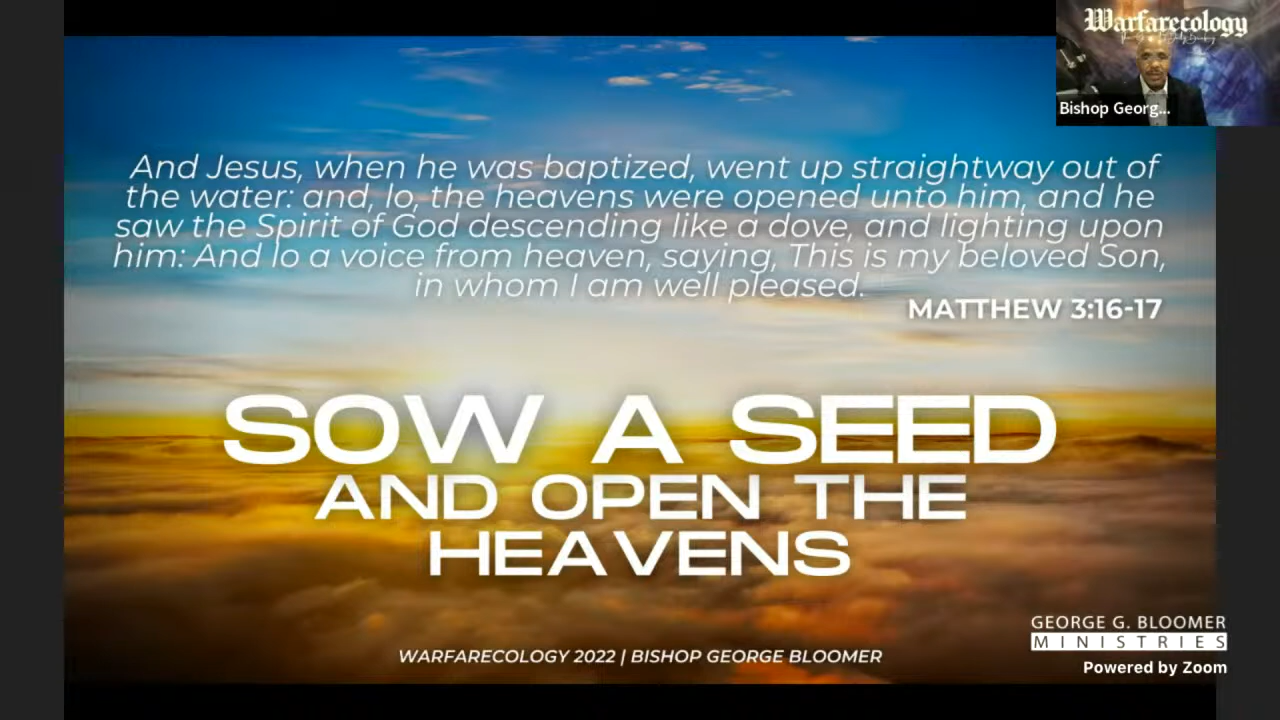 Warfarecology
Bishop Georg...
And Jesus, when he was baptized, went up straightway out of
the water: and, lo, the heavens were opened unto him, and he
saw the Spirit of God descending like a dove, and lighting upon
him: And lo a voice from heaven, saying, This is my beloved Son,
in whom I am well pleased.
MATTHEW 3:16-17
SOW A SEED
AND OPEN THE
HEAVENS
WARFARECOLOGY 2022 | BISHOP GEORGE BLOOMER
GEORGE G. BLOOMER
MINISTRIES
Powered by Zoom